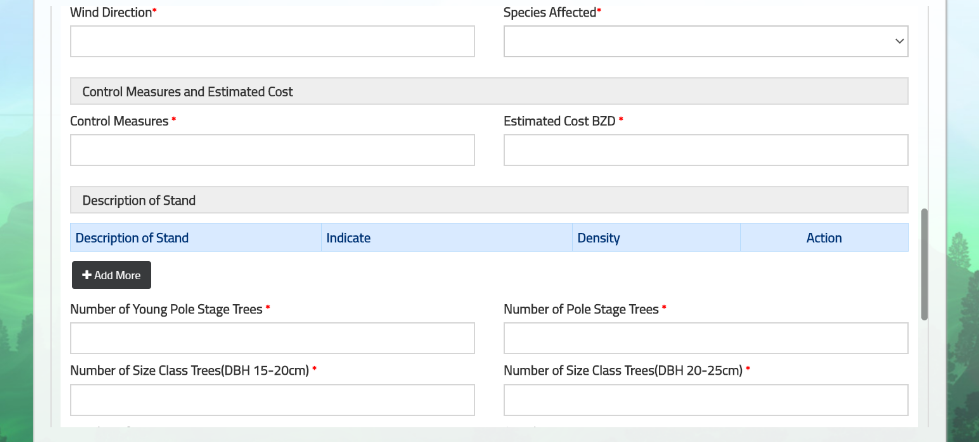 Wind Direction*
Species Affected*
Control Measures and Estimated Cost
Control Measures *
Estimated Cost BZD *
Description of Stand
Description of Stand Indicate Density Action
+ Add More
Number of Young Pole Stage Trees *
Number of Pole Stage Trees *
Number of Size Class Trees(DBH 15-20cm) *
Number of Size Class Trees(DBH 20-25cm) *